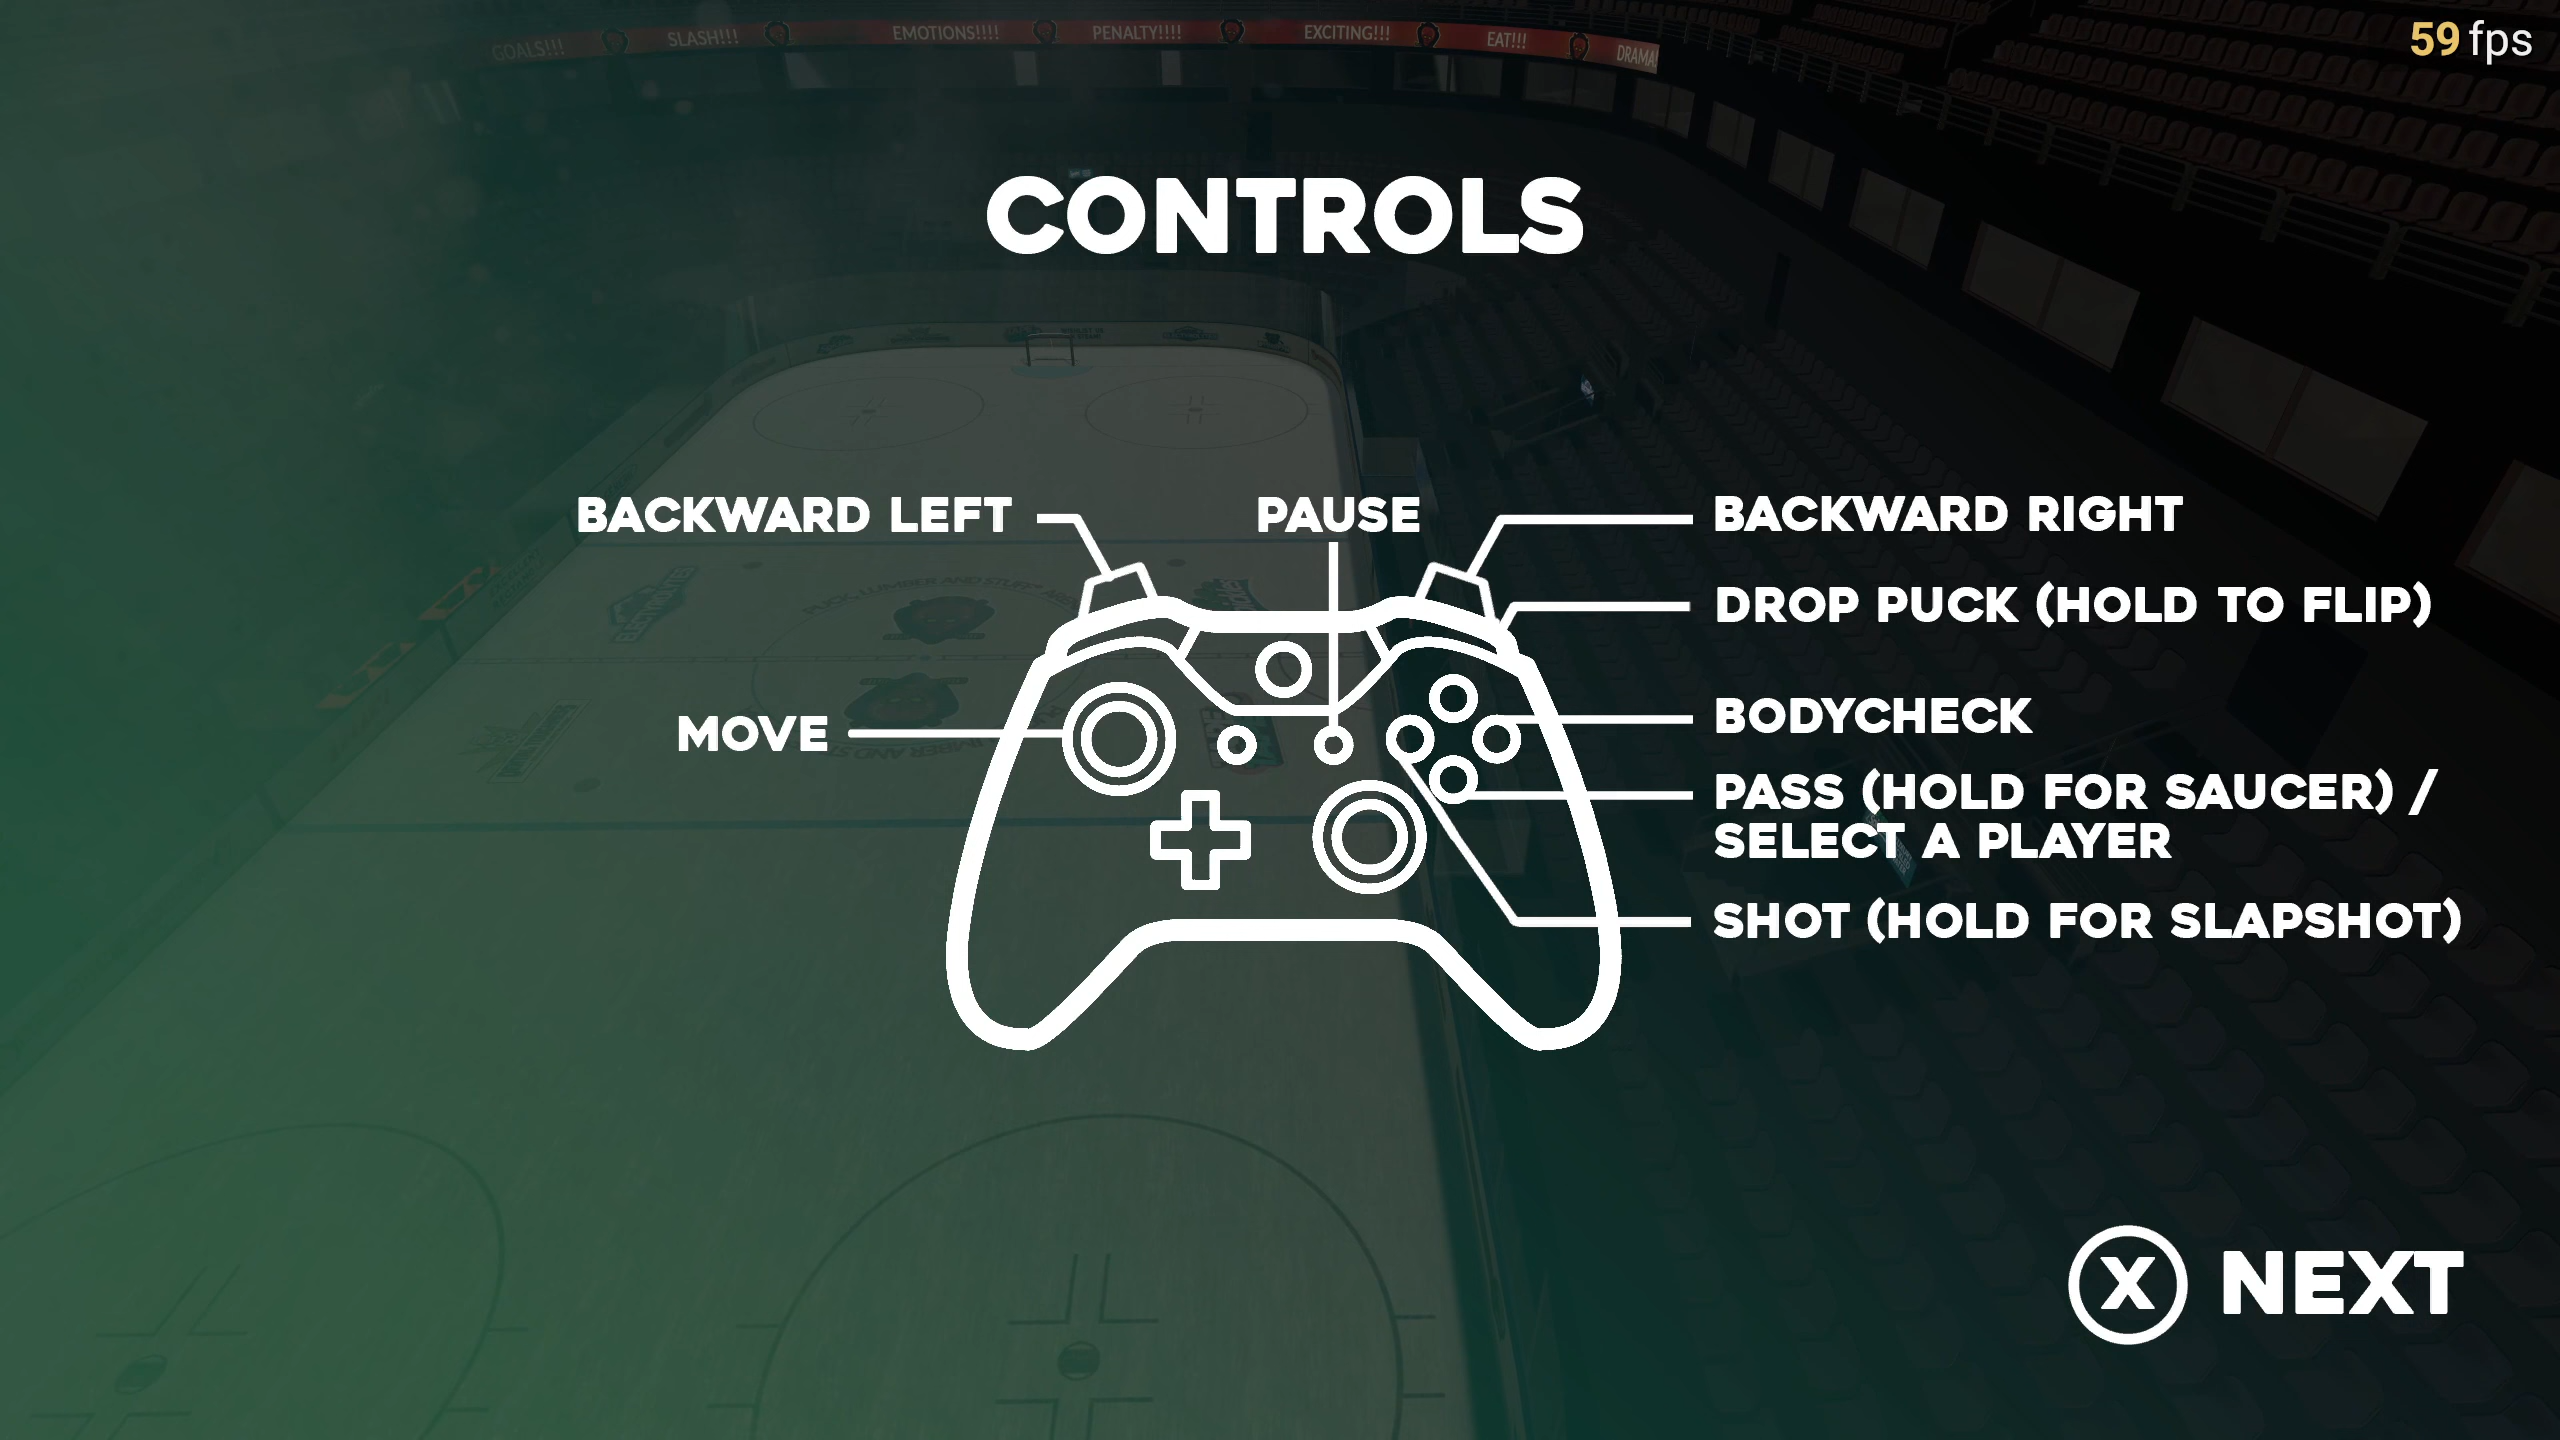 GOALS!!! SLASH!!! EMOTIONS!!!! PENALTY!!!! EXCITING!!! EAT!!! DRAMA!
59 fps
CONTROLS
BACKWARD LEFT
PAUSE
BACKWARD RIGHT
DROP PUCK (HOLD TO FLIP)
MOVE
BODYCHECK
PASS (HOLD FOR SAUCER) /
SELECT A PLAYER
SHOT (HOLD FOR SLAPSHOT)
X NEXT